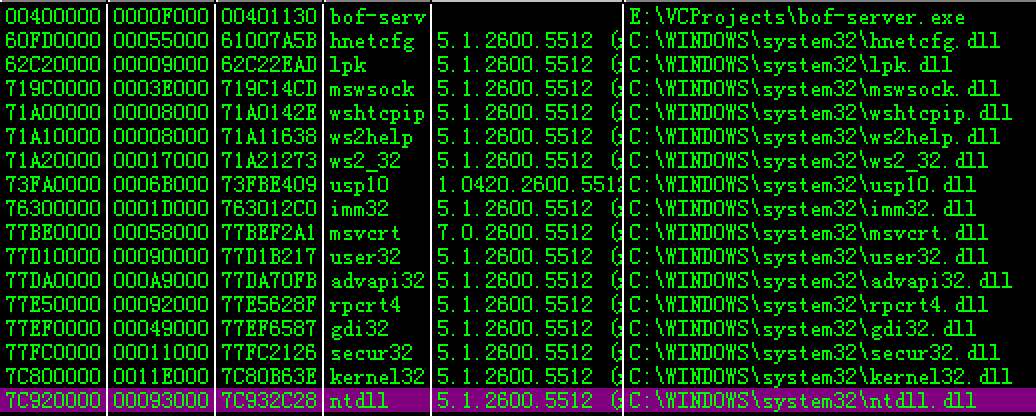 00400000 0000F000 00401130 bof-serv E:\VCProjects\bof-server.exe
60FD0000 00055000 61007A5B hnetcfg 5.1.2600.5512 ( C:\WINDOWS\system32\hnetcfg.dll
62C20000 00009000 62C22EAD lpk 5.1.2600.5512 ( C:\WINDOWS\system32\lpk.dll
719C0000 0003E000 719C14CD mswsock 5.1.2600.5512 ( C:\WINDOWS\system32\mswsock.dll
71A00000 00008000 71A0142E wshtcpip 5.1.2600.5512 ( C:\WINDOWS\system32\wshtcpip.dll
71A10000 00008000 71A11638 ws2help 5.1.2600.5512 ( C:\WINDOWS\system32\ws2help.dll
71A20000 00017000 71A21273 ws2_32 5.1.2600.5512 ( C:\WINDOWS\system32\ws2_32.dll
73FA0000 0006B000 73FBE409 usp10 1.0420.2600.551 C:\WINDOWS\system32\usp10.dll
76300000 0001D000 763012C0 imm32 5.1.2600.5512 ( C:\WINDOWS\system32\imm32.dll
77BE0000 00058000 77BEF2A1 msvcrt 7.0.2600.5512 ( C:\WINDOWS\system32\msvcrt.dll
77D10000 00090000 77D1B217 user32 5.1.2600.5512 ( C:\WINDOWS\system32\user32.dll
77DA0000 000A9000 77DA70FB advapi32 5.1.2600.5512 ( C:\WINDOWS\system32\advapi32.dll
77E50000 00092000 77E5628F rpcrt4 5.1.2600.5512 ( C:\WINDOWS\system32\rpcrt4.dll
77EF0000 00049000 77EF6587 gdi32 5.1.2600.5512 ( C:\WINDOWS\system32\gdi32.dll
77FC0000 00011000 77FC2126 secur32 5.1.2600.5512 ( C:\WINDOWS\system32\secur32.dll
7C800000 0011E000 7C80B63E kernel32 5.1.2600.5512 ( C:\WINDOWS\system32\kernel32.dll
7C920000 00093000 7C932C28 ntdll 5.1.2600.5512 ( C:\WINDOWS\system32\ntdll.dll